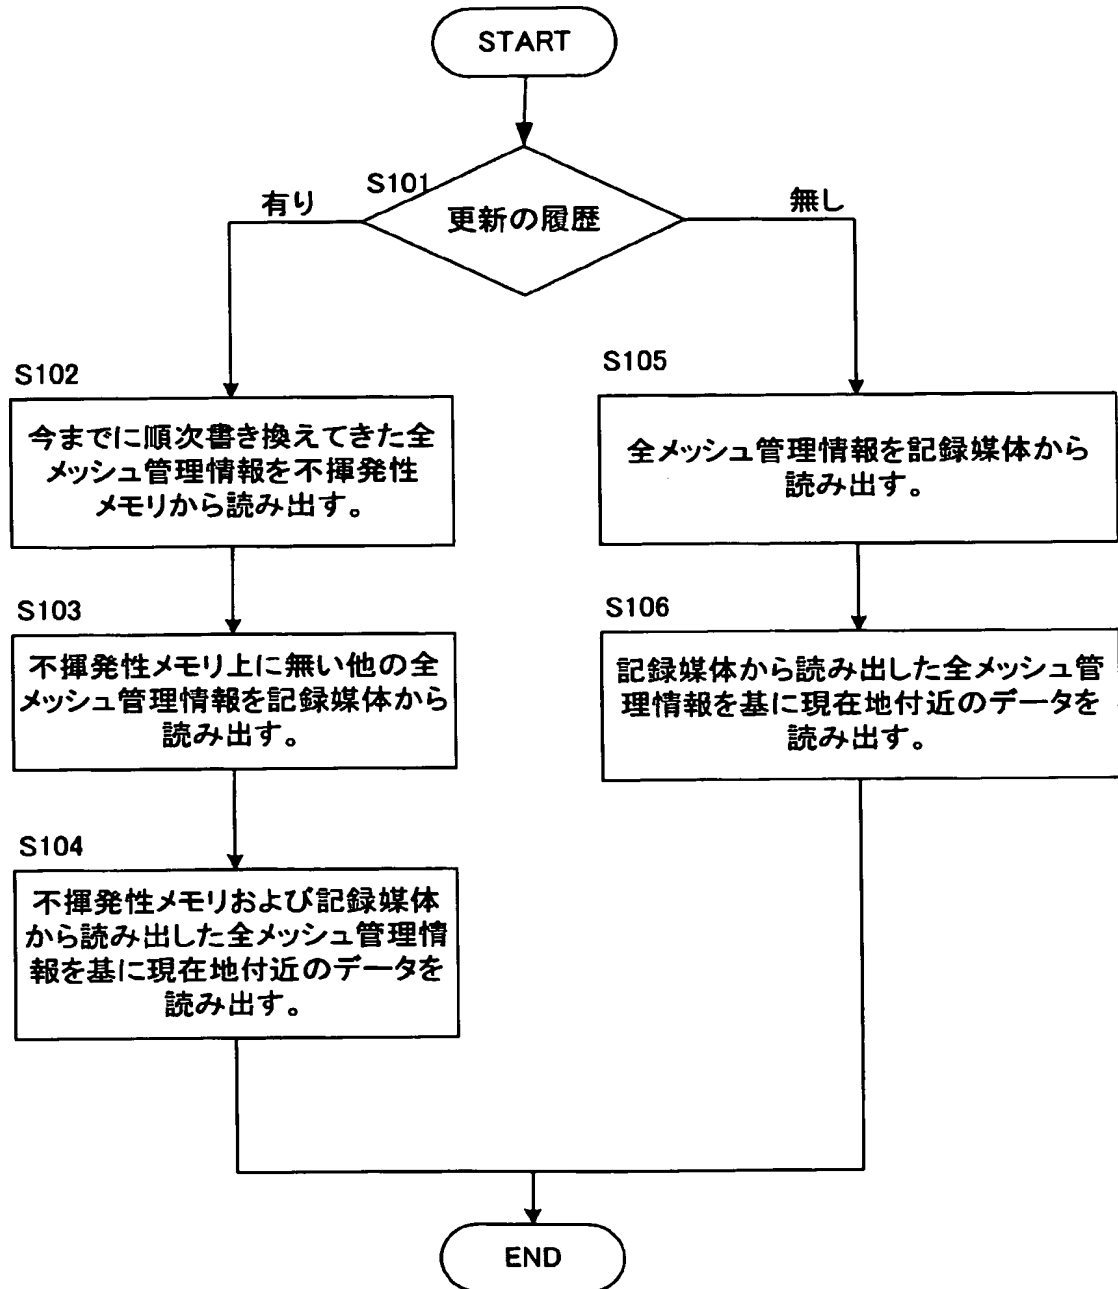 START
S101
更新の履歴
有り
無し
S102
今までに順次書き換えてきた全
メッシュ管理情報を不揮発性
メモリから読み出す。
S103
不揮発性メモリ上に無い他の全
メッシュ管理情報を記録媒体から
読み出す。
S104
不揮発性メモリおよび記録媒体
から読み出した全メッシュ管理情
報を基に現在地付近のデータを
読み出す。
S105
全メッシュ管理情報を記録媒体から
読み出す。
S106
記録媒体から読み出した全メッシュ管
理情報を基に現在地付近のデータを
読み出す。
END